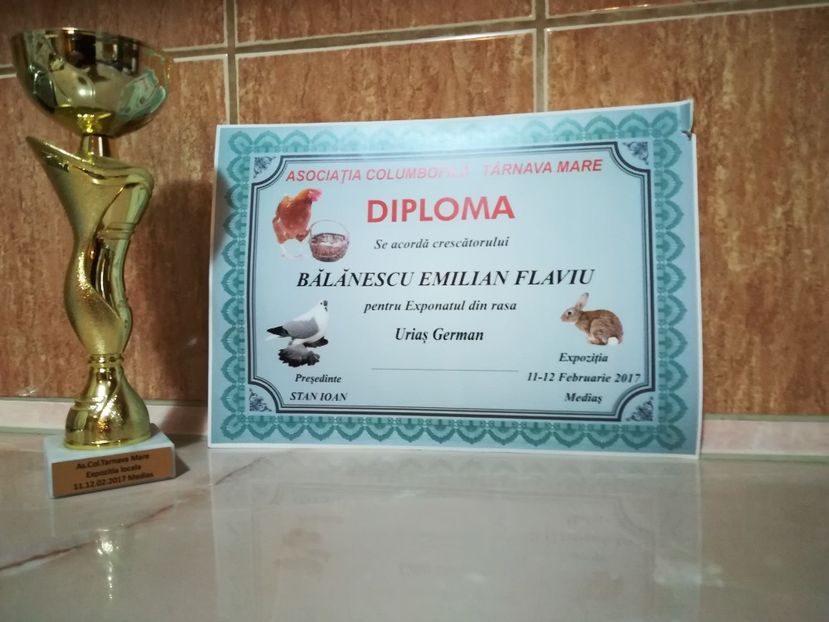 ASOCIAȚIA COLUMBOFILĂ TÂRNAVA MARE
DIPLOMA
Se acordă crescătorului
BĂLĂNESCU EMILIAN FLAVIU
pentru Exponatul din rasa
Uriaș German
Expoziția
Președinte
11-12 Februarie 2017
STAN IOAN
Mediaș
As.Col.Tarnava Mare
Expozitia locala
11.12.02.2017 Medias